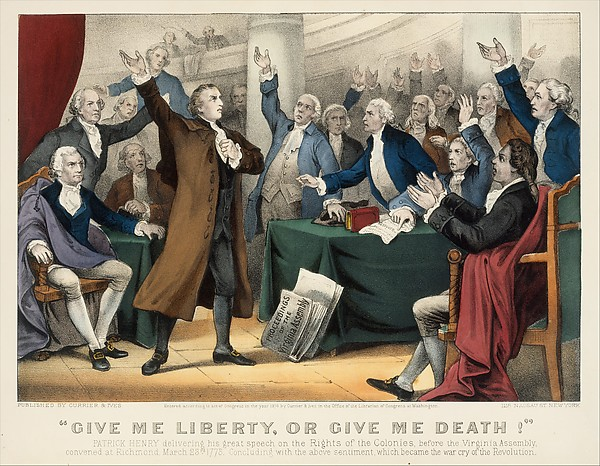 PROCEEDINGS
OF THE
Virginia Assembly
PUBLISHED BY CURRIER & IVES
Entered according to act of Congress in the year 1876 by Currier & Ives, in the Office of the Librarian of Congress, at Washington.
NASSAU ST NEW YORK
"GIVE ME LIBERTY, OR GIVE ME DEATH !"
PATRICK HENRY delivering his great speech on the Rights of the Colonies, before the Virginia Assembly,
convened at Richmond, March 23rd 1775. Concluding with the above sentiment, which became the war cry of the Revolution.